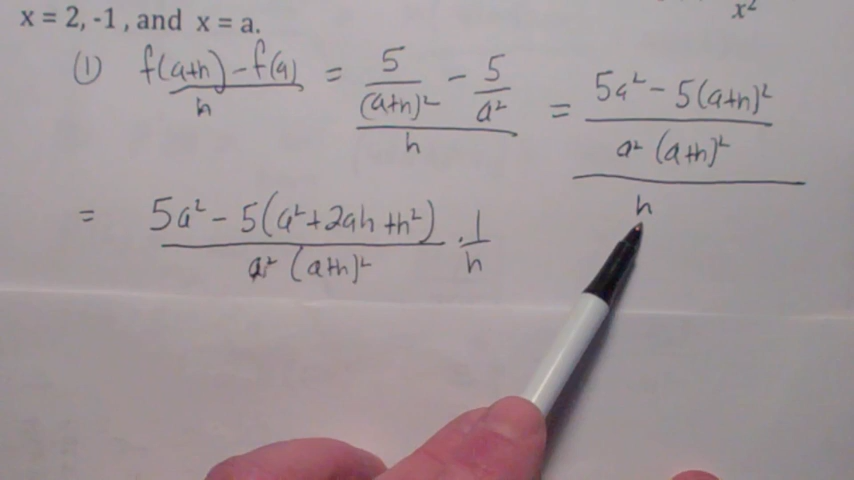 x = 2, -1 , and x = a.
x²
① f(a+h) - f(a) / h = (5/(a+h)² - 5/a²) / h = ((5a² - 5(a+h)²) / (a² (a+h)²)) / h
= (5a² - 5(a² + 2ah + h²)) / (a² (a+h)²) · 1/h